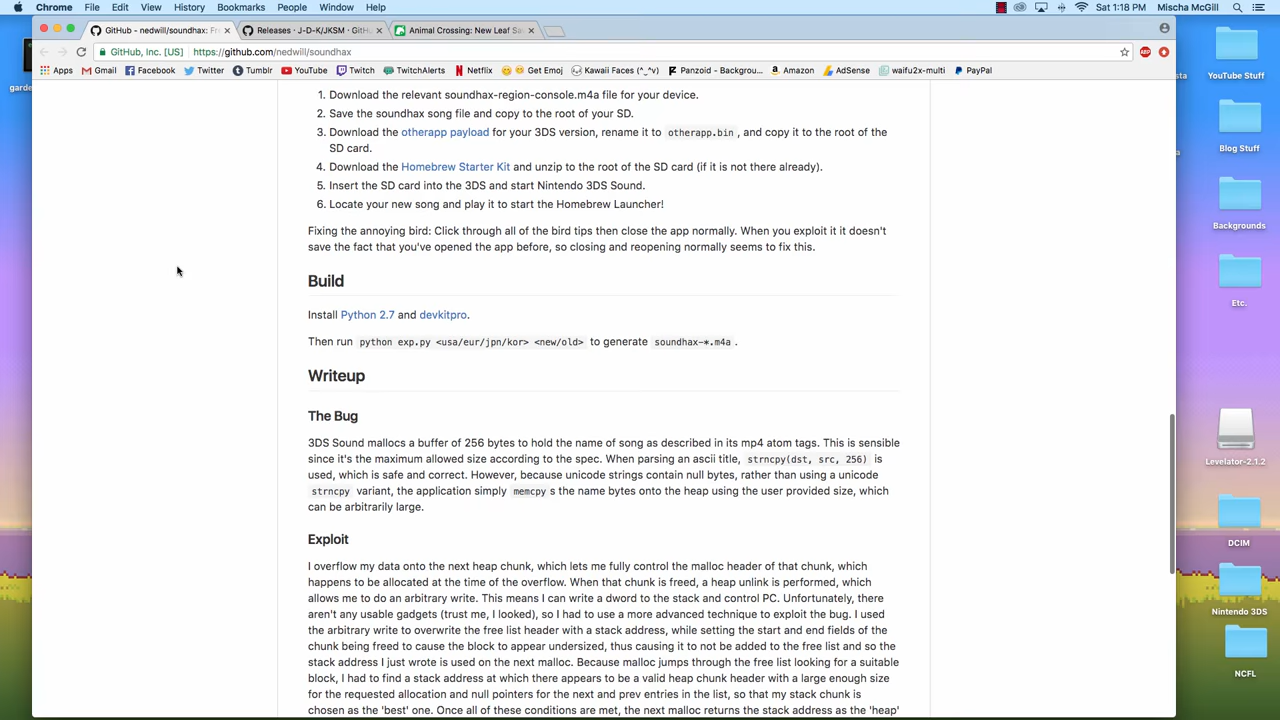 Chrome File Edit View History Bookmarks People Window Help Sat 1:18 PM Mischa McGill
GitHub - nedwill/soundhax: Fr
Releases · J-D-K/JKSM · GitH
Animal Crossing: New Leaf Sa
GitHub, Inc. [US] https://github.com/nedwill/soundhax
Apps Gmail Facebook Twitter Tumblr YouTube Twitch TwitchAlerts Netflix Get Emoj Kawaii Faces (^_^v) Panzoid - Backgrou... Amazon AdSense waifu2x-multi PayPal
1. Download the relevant soundhax-region-console.m4a file for your device.
2. Save the soundhax song file and copy to the root of your SD.
3. Download the otherapp payload for your 3DS version, rename it to otherapp.bin , and copy it to the root of the
SD card.
4. Download the Homebrew Starter Kit and unzip to the root of the SD card (if it is not there already).
5. Insert the SD card into the 3DS and start Nintendo 3DS Sound.
6. Locate your new song and play it to start the Homebrew Launcher!
Fixing the annoying bird: Click through all of the bird tips then close the app normally. When you exploit it it doesn't
save the fact that you've opened the app before, so closing and reopening normally seems to fix this.
Build
Install Python 2.7 and devkitpro.
Then run python exp.py <usa/eur/jpn/kor> <new/old> to generate soundhax-*.m4a .
Writeup
The Bug
3DS Sound mallocs a buffer of 256 bytes to hold the name of song as described in its mp4 atom tags. This is sensible
since it's the maximum allowed size according to the spec. When parsing an ascii title, strncpy(dst, src, 256) is
used, which is safe and correct. However, because unicode strings contain null bytes, rather than using a unicode
strncpy variant, the application simply memcpy s the name bytes onto the heap using the user provided size, which
can be arbitrarily large.
Exploit
I overflow my data onto the next heap chunk, which lets me fully control the malloc header of that chunk, which
happens to be allocated at the time of the overflow. When that chunk is freed, a heap unlink is performed, which
allows me to do an arbitrary write. This means I can write a dword to the stack and control PC. Unfortunately, there
aren't any usable gadgets (trust me, I looked), so I had to use a more advanced technique to exploit the bug. I used
the arbitrary write to overwrite the free list header with a stack address, while setting the start and end fields of the
chunk being freed to cause the block to appear undersized, thus causing it to not be added to the free list and so the
stack address I just wrote is used on the next malloc. Because malloc jumps through the free list looking for a suitable
block, I had to find a stack address at which there appears to be a valid heap chunk header with a large enough size
for the requested allocation and null pointers for the next and prev entries in the list, so that my stack chunk is
chosen as the 'best' one. Once all of these conditions are met, the next malloc returns the stack address as the 'heap'
YouTube Stuff
Blog Stuff
Backgrounds
Etc.
Levelator-2.1.2
DCIM
Nintendo 3DS
NCFL